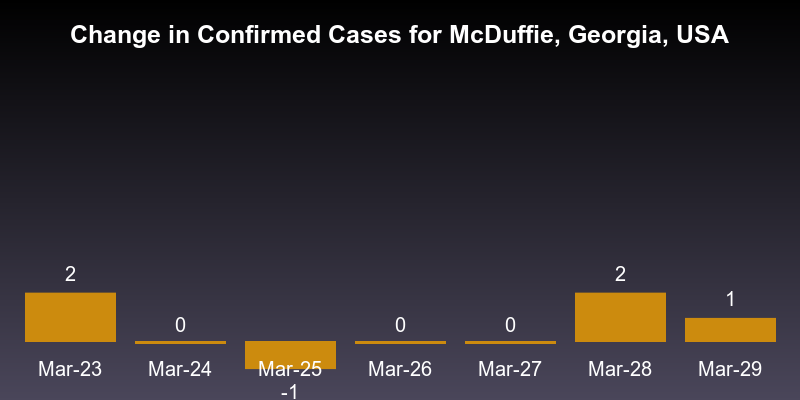 Change in Confirmed Cases for McDuffie, Georgia, USA
2 0 0 0 2 1
Mar-23 Mar-24 Mar-25 Mar-26 Mar-27 Mar-28 Mar-29
-1